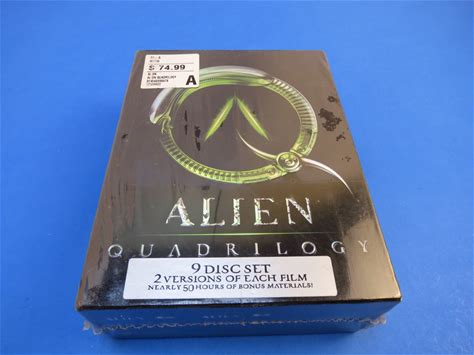 $ 74.99
A
ALIEN
QUADRILOGY
9 DISC SET
2 VERSIONS OF EACH FILM
NEARLY 50 HOURS OF BONUS MATERIALS!